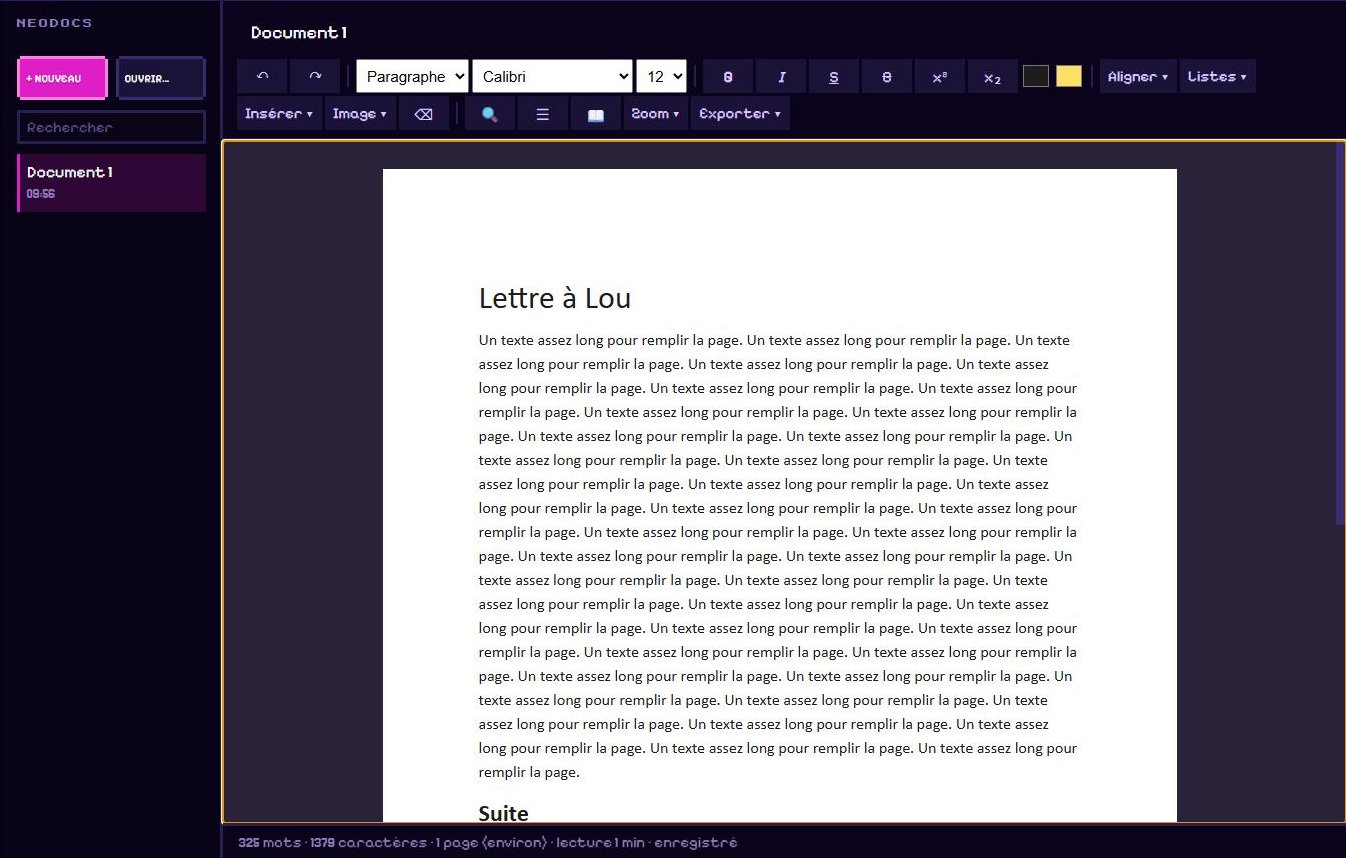 NEODOCS
+ NOUVEAU
OUVRIR...
Rechercher
Document 1
09:56
Document 1
Paragraphe
Calibri
12
G
I
S
S
x²
x₂
Aligner ▾
Listes ▾
Insérer ▾
Image ▾
Zoom ▾
Exporter ▾
Lettre à Lou
Un texte assez long pour remplir la page. Un texte assez long pour remplir la page. Un texte
assez long pour remplir la page. Un texte assez long pour remplir la page. Un texte assez
long pour remplir la page. Un texte assez long pour remplir la page. Un texte assez long pour
remplir la page. Un texte assez long pour remplir la page. Un texte assez long pour remplir la
page. Un texte assez long pour remplir la page. Un texte assez long pour remplir la page. Un
texte assez long pour remplir la page. Un texte assez long pour remplir la page. Un texte
assez long pour remplir la page. Un texte assez long pour remplir la page. Un texte assez
long pour remplir la page. Un texte assez long pour remplir la page. Un texte assez long pour
remplir la page. Un texte assez long pour remplir la page. Un texte assez long pour remplir la
page. Un texte assez long pour remplir la page. Un texte assez long pour remplir la page. Un
texte assez long pour remplir la page. Un texte assez long pour remplir la page. Un texte
assez long pour remplir la page. Un texte assez long pour remplir la page. Un texte assez
long pour remplir la page. Un texte assez long pour remplir la page. Un texte assez long pour
remplir la page. Un texte assez long pour remplir la page. Un texte assez long pour remplir la
page. Un texte assez long pour remplir la page. Un texte assez long pour remplir la page. Un
texte assez long pour remplir la page. Un texte assez long pour remplir la page. Un texte
assez long pour remplir la page. Un texte assez long pour remplir la page. Un texte assez
long pour remplir la page. Un texte assez long pour remplir la page. Un texte assez long pour
remplir la page.
Suite
325 mots · 1379 caractères · 1 page (environ) · lecture 1 min · enregistré